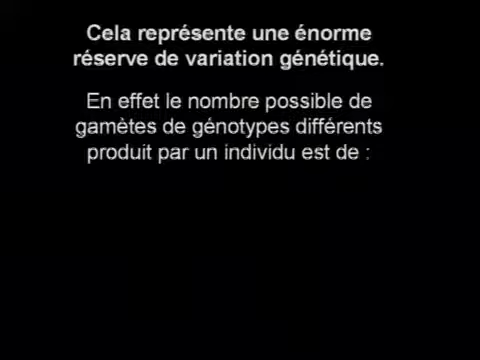 Cela représente une énorme
réserve de variation génétique.
En effet le nombre possible de
gamètes de génotypes différents
produit par un individu est de :